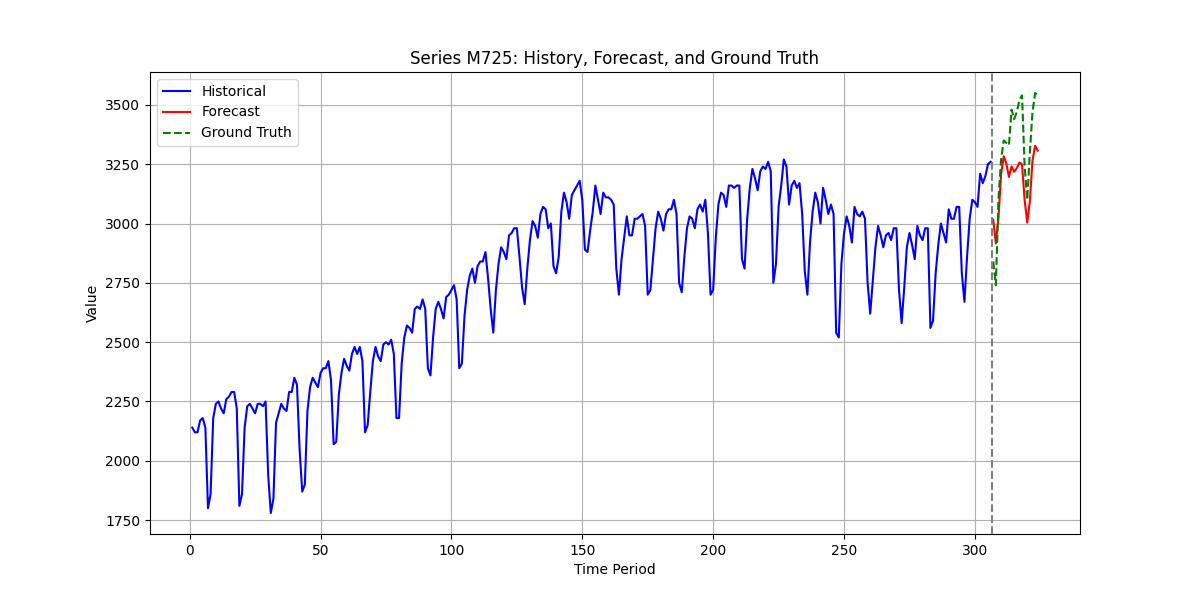 Series M725: History, Forecast, and Ground Truth
Historical
Forecast
Ground Truth
3500
3250
3000
2750
2500
2250
2000
1750
Value
0 50 100 150 200 250 300
Time Period